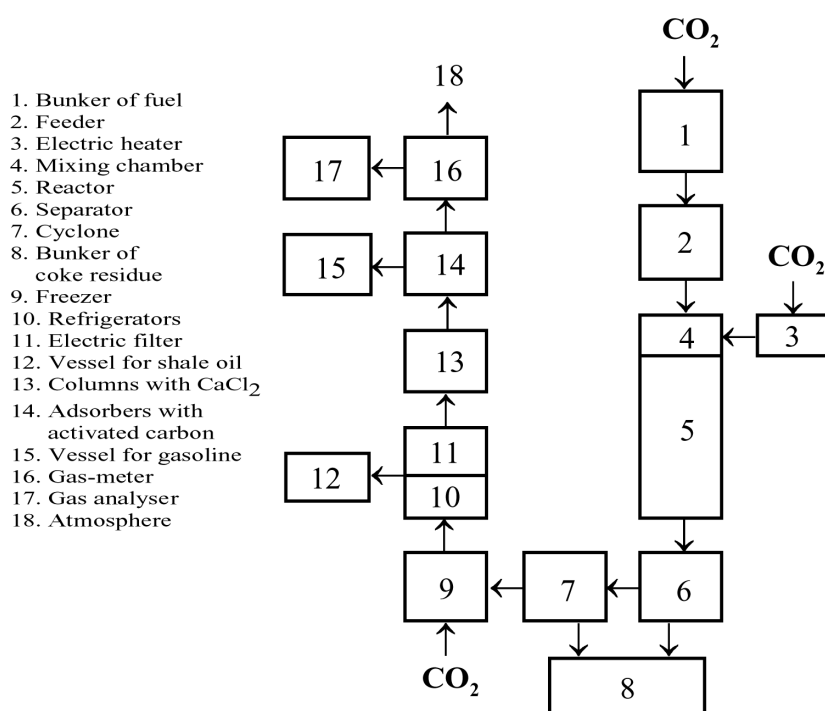 1. Bunker of fuel
2. Feeder
3. Electric heater
4. Mixing chamber
5. Reactor
6. Separator
7. Cyclone
8. Bunker of
coke residue
9. Freezer
10. Refrigerators
11. Electric filter
12. Vessel for shale oil
13. Columns with CaCl₂
14. Adsorbers with
activated carbon
15. Vessel for gasoline
16. Gas-meter
17. Gas analyser
18. Atmosphere
CO₂
18
1
17
16
2
CO₂
15
14
4
3
13
5
11
12
10
9
7
6
CO₂
8